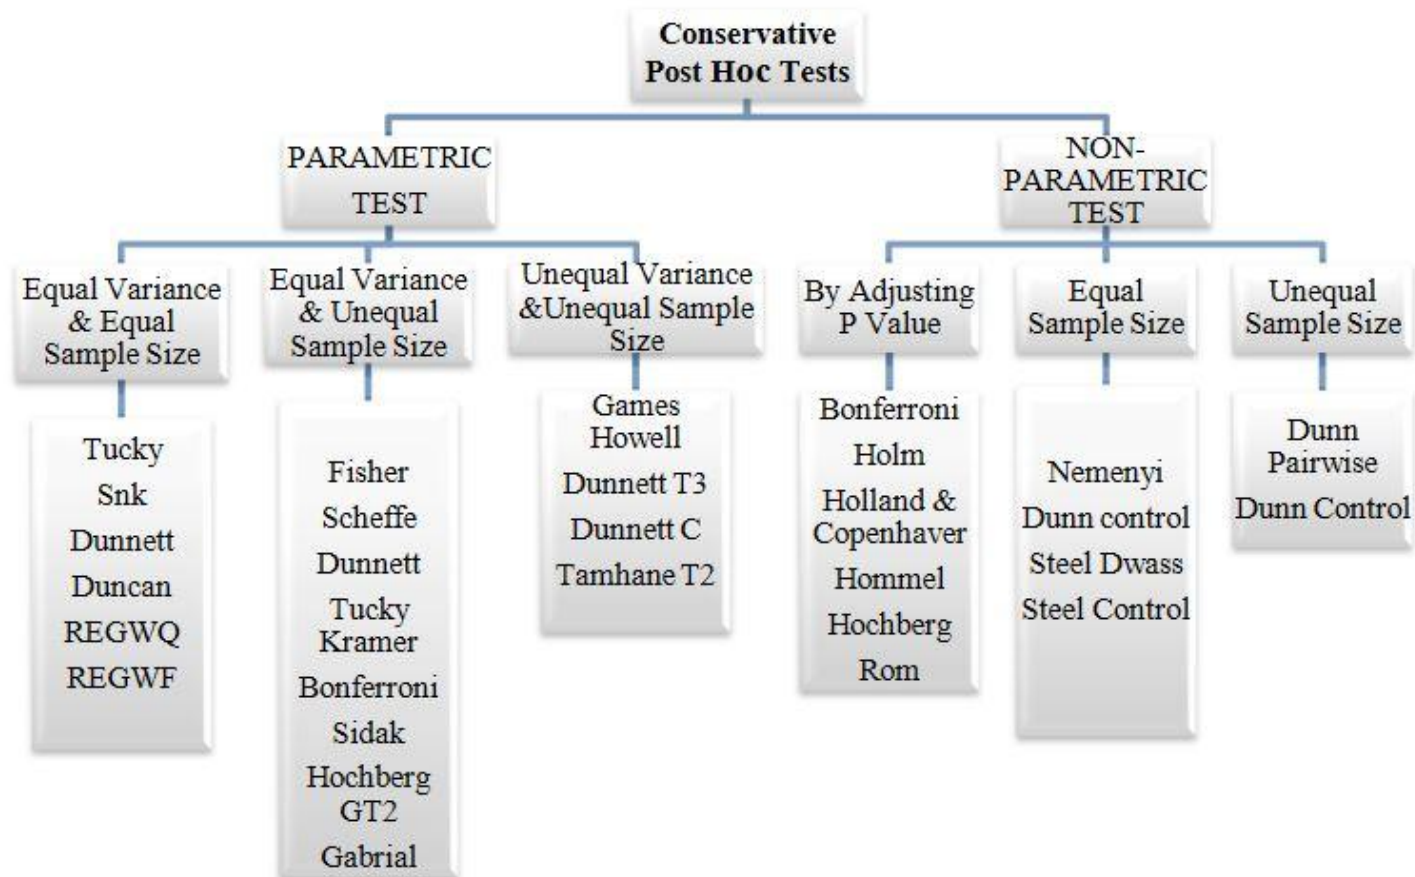 Conservative
Post Hoc Tests
PARAMETRIC
TEST
NON-
PARAMETRIC
TEST
Equal Variance
& Equal
Sample Size
Equal Variance
& Unequal
Sample Size
Unequal Variance
&Unequal Sample
Size
By Adjusting
P Value
Equal
Sample Size
Unequal
Sample Size
Tucky
Snk
Dunnett
Duncan
REGWQ
REGWF
Fisher
Scheffe
Dunnett
Tucky
Kramer
Bonferroni
Sidak
Hochberg
GT2
Gabrial
Games
Howell
Dunnett T3
Dunnett C
Tamhane T2
Bonferroni
Holm
Holland &
Copenhaver
Hommel
Hochberg
Rom
Nemenyi
Dunn control
Steel Dwass
Steel Control
Dunn
Pairwise
Dunn Control